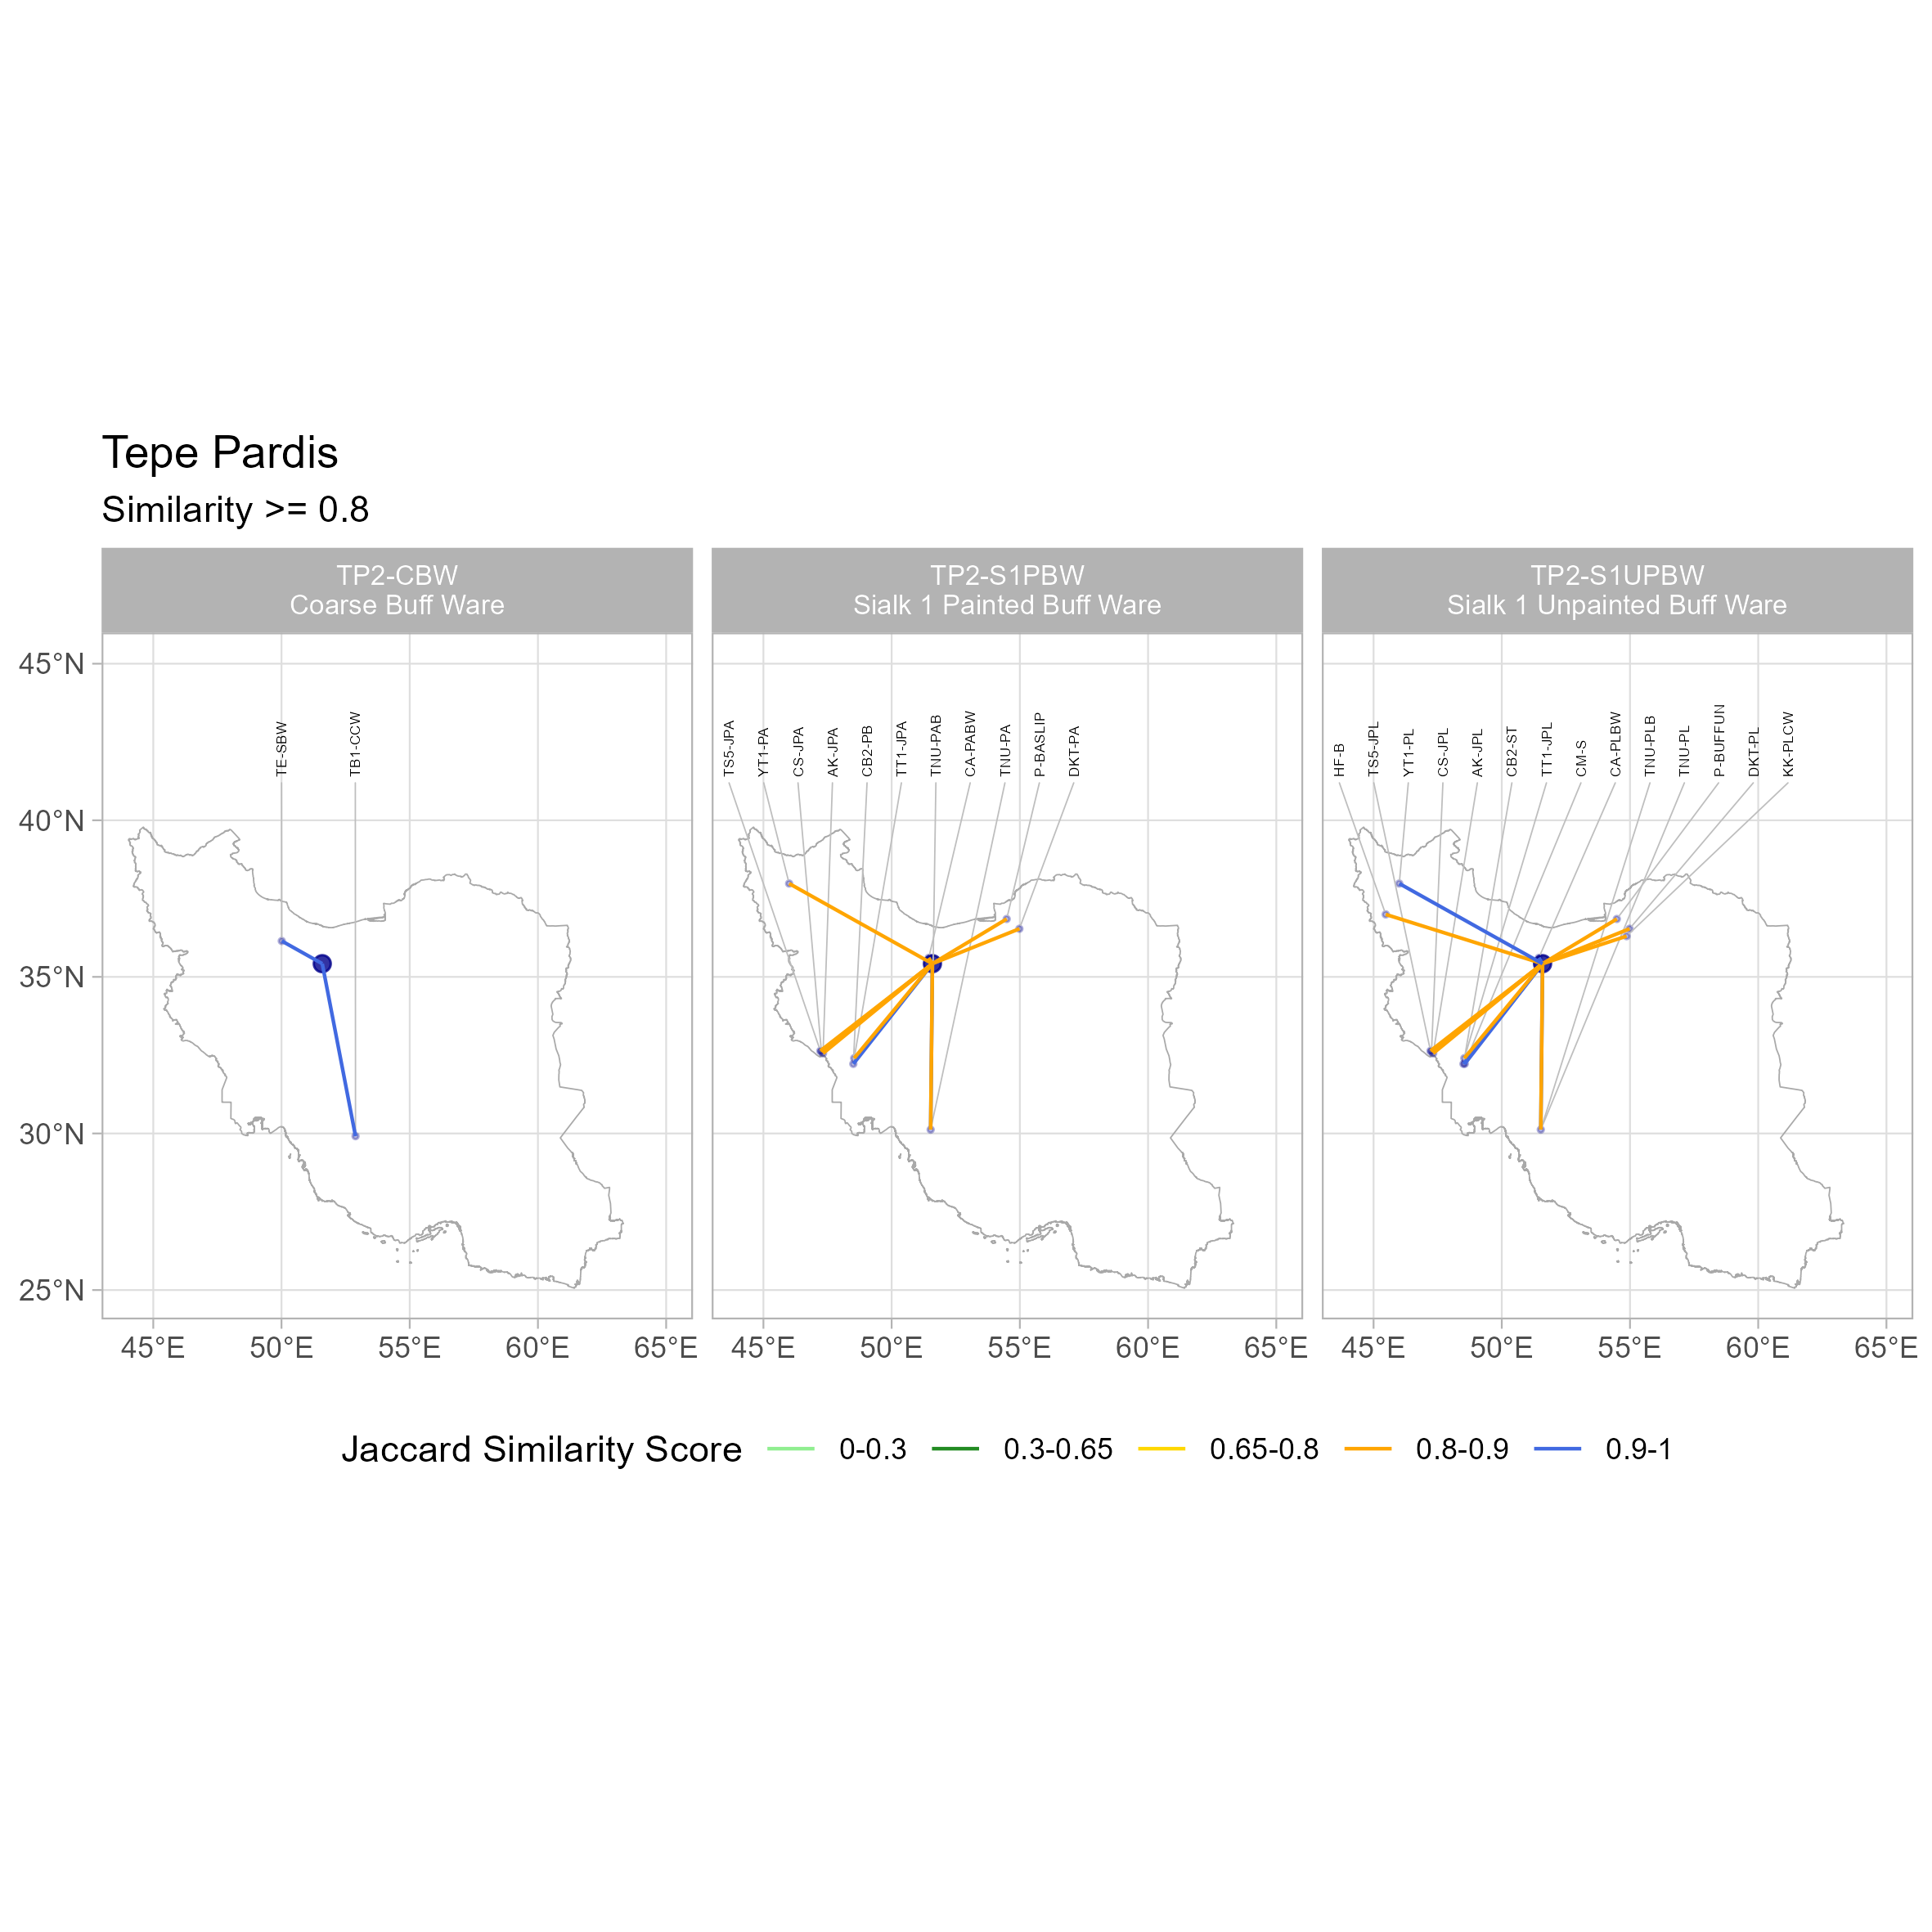 Tepe Pardis
Similarity >= 0.8
TP2-CBW
Coarse Buff Ware
TP2-S1PBW
Sialk 1 Painted Buff Ware
TP2-S1UPBW
Sialk 1 Unpainted Buff Ware
45°N
40°N
35°N
30°N
25°N
TE-SBW
TB1-CCW
TS5-JPA
YT1-PA
CS-JPA
AK-JPA
CB2-PB
TT1-JPA
TNU-PAB
CA-PABW
TNU-PA
P-BASLIP
DKT-PA
HF-B
TS5-JPL
YT1-PL
CS-JPL
AK-JPL
CB2-ST
TT1-JPL
CM-S
CA-PLBW
TNU-PLB
TNU-PL
P-BUFFUN
DKT-PL
KK-PLCW
45°E 50°E 55°E 60°E 65°E
45°E 50°E 55°E 60°E 65°E
45°E 50°E 55°E 60°E 65°E
Jaccard Similarity Score 0-0.3 0.3-0.65 0.65-0.8 0.8-0.9 0.9-1